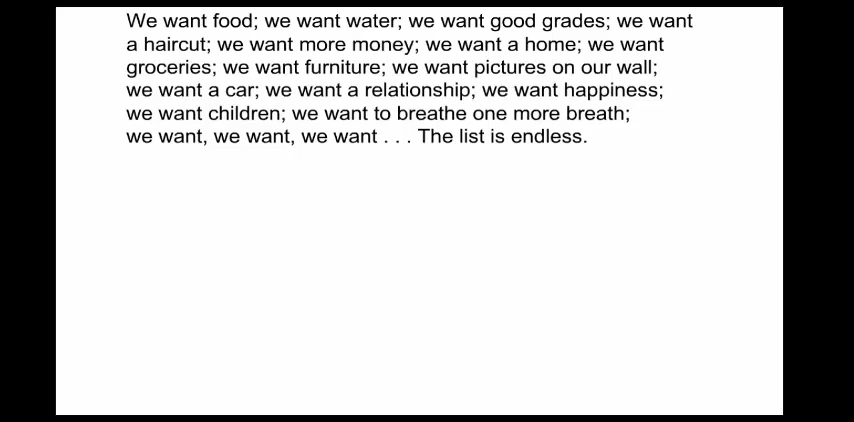 We want food; we want water; we want good grades; we want
a haircut; we want more money; we want a home; we want
groceries; we want furniture; we want pictures on our wall;
we want a car; we want a relationship; we want happiness;
we want children; we want to breathe one more breath;
we want, we want, we want . . . The list is endless.